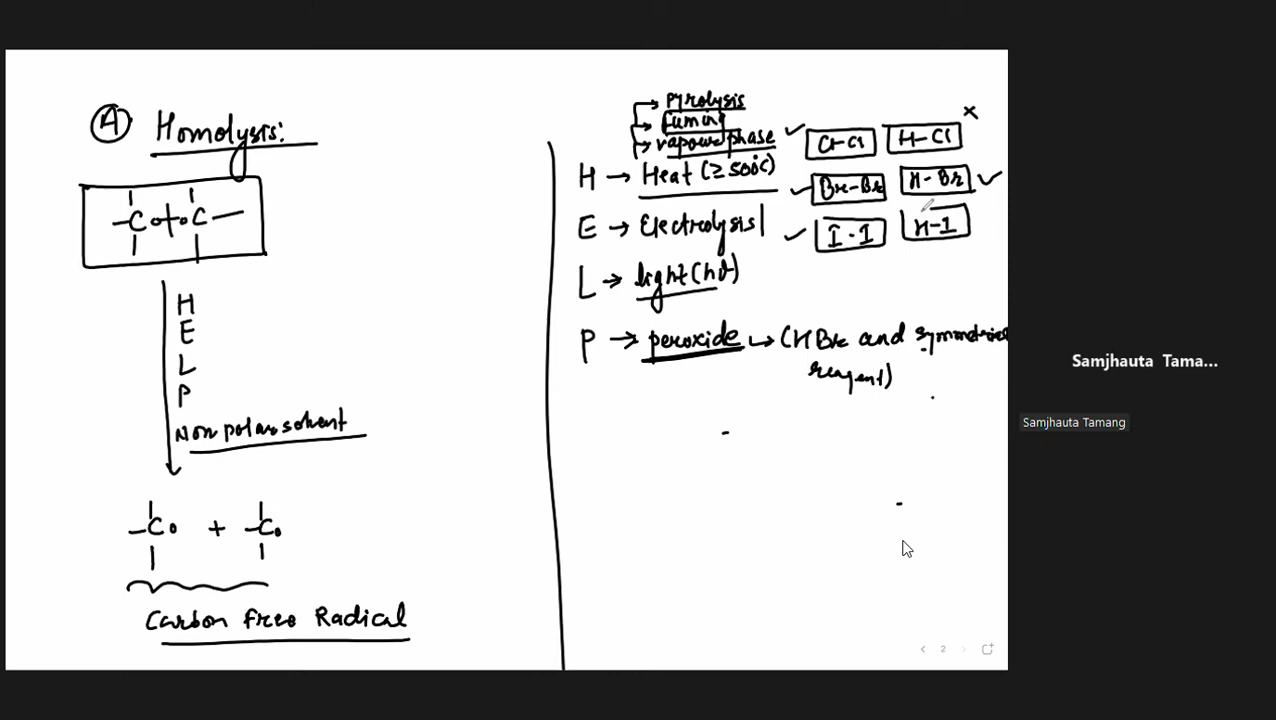 A Homolysis:
-C∘+∘C-
H
E
L
P
Non polar solvent
-C∘ + -C∘
Carbon free Radical
→ Pyrolysis
→ fuming
→ vapour phase
H → Heat (≥ 500°C)
E → Electrolysis
L → light (hν)
P → peroxide ↳ (HBr and symmetrical
reagent)
✓ Cl-Cl H-Cl ×
✓ Br-Br H-Br ✓
✓ I-I H-I
2
Samjhauta Tama...
Samjhauta Tamang